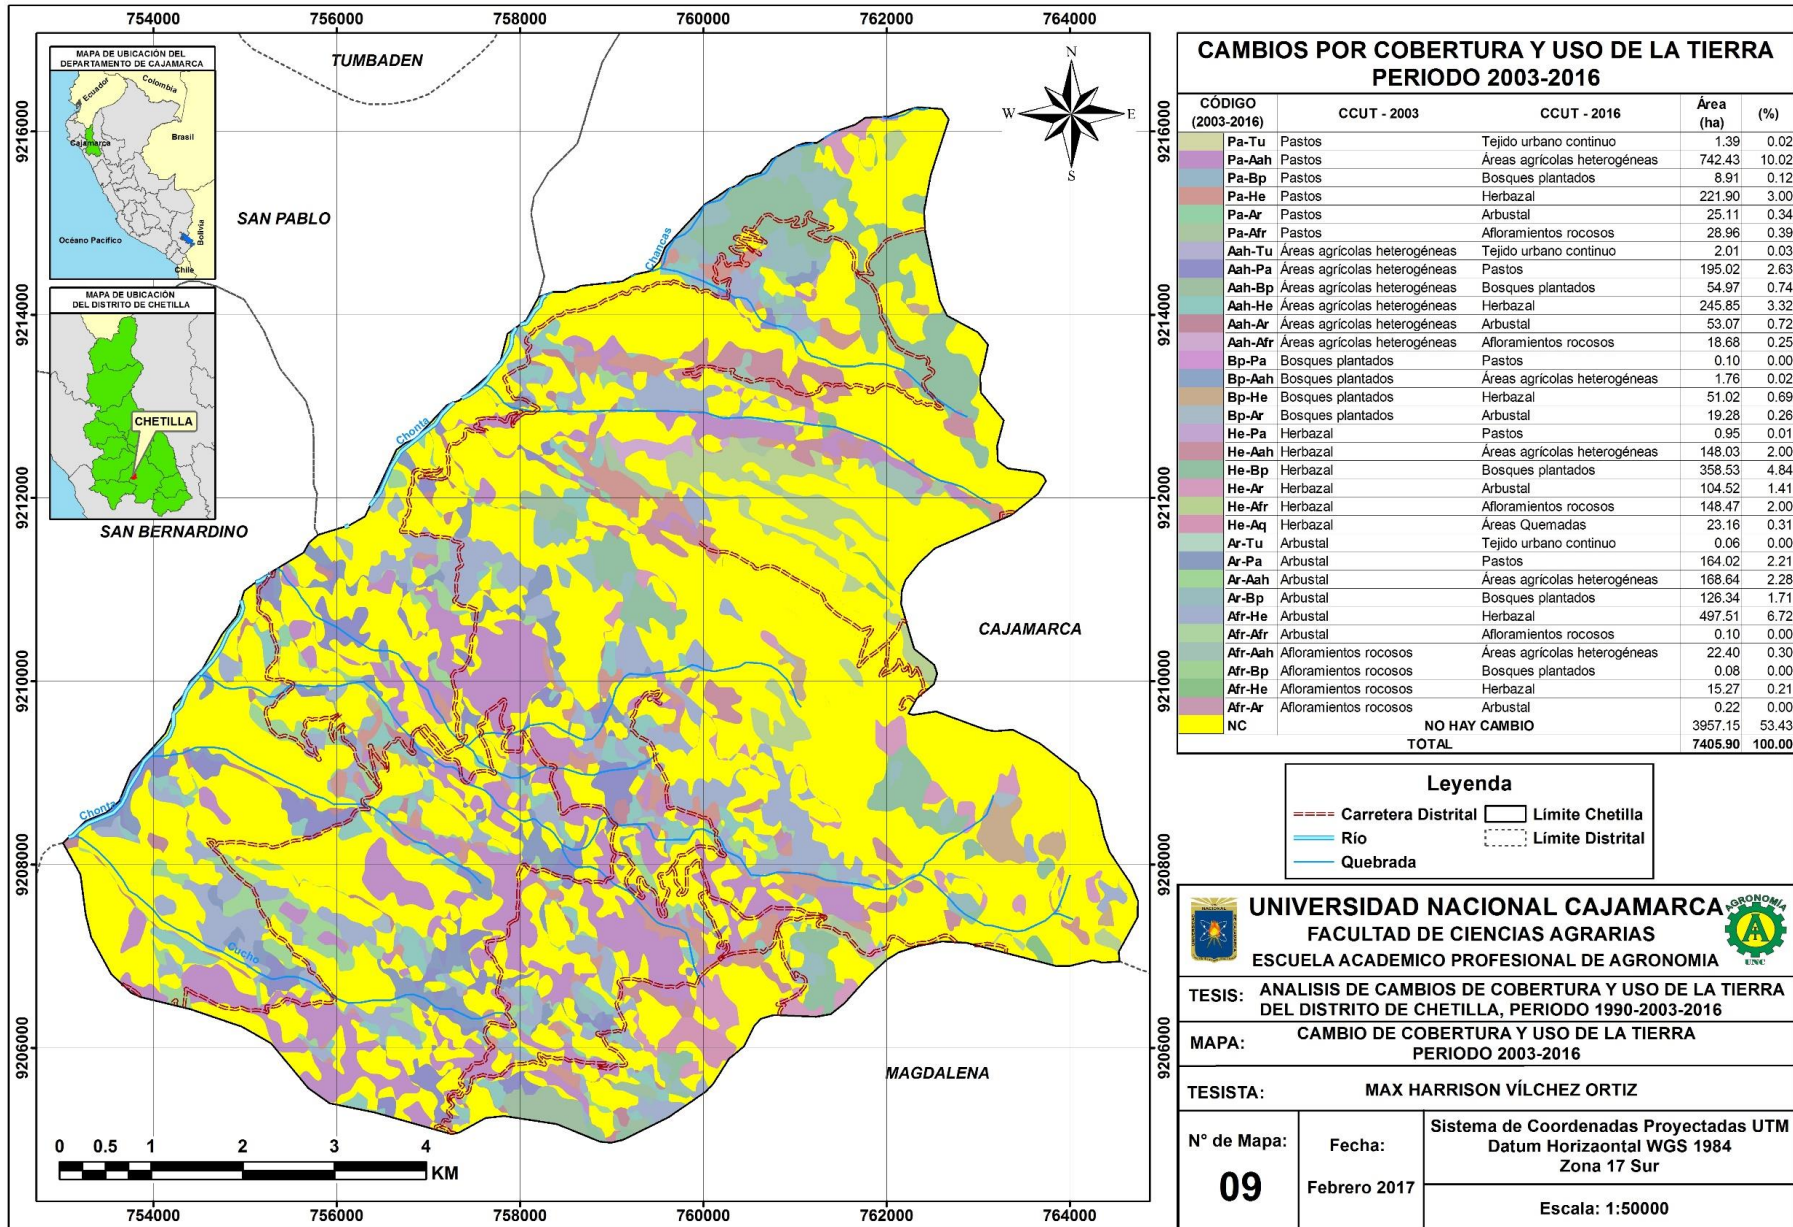 754000 756000 758000 760000 762000 764000
MAPA DE UBICACIÓN DEL
DEPARTAMENTO DE CAJAMARCA
Ecuador
Colombia
Brasil
Cajamarca
Océano Pacífico
Bolivia
Chile
MAPA DE UBICACIÓN
DEL DISTRITO DE CHETILLA
CHETILLA
TUMBADEN
SAN PABLO
SAN BERNARDINO
CAJAMARCA
MAGDALENA
N
W E
S
Chancas
Chonta
Chonta
Cucho
9216000 9216000
9214000 9214000
9212000 9212000
9210000 9210000
9208000 9208000
9206000 9206000
0 0.5 1 2 3 4
KM
754000 756000 758000 760000 762000 764000
CAMBIOS POR COBERTURA Y USO DE LA TIERRA
PERIODO 2003-2016
CÓDIGO (2003-2016) CCUT - 2003 CCUT - 2016 Área (ha) (%)
Pa-Tu Pastos Tejido urbano continuo 1.39 0.02
Pa-Aah Pastos Áreas agrícolas heterogéneas 742.43 10.02
Pa-Bp Pastos Bosques plantados 8.91 0.12
Pa-He Pastos Herbazal 221.90 3.00
Pa-Ar Pastos Arbustal 25.11 0.34
Pa-Afr Pastos Afloramientos rocosos 28.96 0.39
Aah-Tu Áreas agrícolas heterogéneas Tejido urbano continuo 2.01 0.03
Aah-Pa Áreas agrícolas heterogéneas Pastos 195.02 2.63
Aah-Bp Áreas agrícolas heterogéneas Bosques plantados 54.97 0.74
Aah-He Áreas agrícolas heterogéneas Herbazal 245.85 3.32
Aah-Ar Áreas agrícolas heterogéneas Arbustal 53.07 0.72
Aah-Afr Áreas agrícolas heterogéneas Afloramientos rocosos 18.68 0.25
Bp-Pa Bosques plantados Pastos 0.10 0.00
Bp-Aah Bosques plantados Áreas agrícolas heterogéneas 1.76 0.02
Bp-He Bosques plantados Herbazal 51.02 0.69
Bp-Ar Bosques plantados Arbustal 19.28 0.26
He-Pa Herbazal Pastos 0.95 0.01
He-Aah Herbazal Áreas agrícolas heterogéneas 148.03 2.00
He-Bp Herbazal Bosques plantados 358.53 4.84
He-Ar Herbazal Arbustal 104.52 1.41
He-Afr Herbazal Afloramientos rocosos 148.47 2.00
He-Aq Herbazal Áreas Quemadas 23.16 0.31
Ar-Tu Arbustal Tejido urbano continuo 0.06 0.00
Ar-Pa Arbustal Pastos 164.02 2.21
Ar-Aah Arbustal Áreas agrícolas heterogéneas 168.64 2.28
Ar-Bp Arbustal Bosques plantados 126.34 1.71
Afr-He Arbustal Herbazal 497.51 6.72
Afr-Afr Arbustal Afloramientos rocosos 0.10 0.00
Afr-Aah Afloramientos rocosos Áreas agrícolas heterogéneas 22.40 0.30
Afr-Bp Afloramientos rocosos Bosques plantados 0.08 0.00
Afr-He Afloramientos rocosos Herbazal 15.27 0.21
Afr-Ar Afloramientos rocosos Arbustal 0.22 0.00
NC NO HAY CAMBIO 3957.15 53.43
TOTAL 7405.90 100.00
Leyenda
Carretera Distrital Límite Chetilla
Río Límite Distrital
Quebrada
UNIVERSIDAD NACIONAL CAJAMARCA
FACULTAD DE CIENCIAS AGRARIAS
ESCUELA ACADEMICO PROFESIONAL DE AGRONOMIA
AGRONOMÍA
UNC
TESIS: ANALISIS DE CAMBIOS DE COBERTURA Y USO DE LA TIERRA
DEL DISTRITO DE CHETILLA, PERIODO 1990-2003-2016
MAPA: CAMBIO DE COBERTURA Y USO DE LA TIERRA
PERIODO 2003-2016
TESISTA: MAX HARRISON VÍLCHEZ ORTIZ
N° de Mapa:
09
Fecha:
Febrero 2017
Sistema de Coordenadas Proyectadas UTM
Datum Horizaontal WGS 1984
Zona 17 Sur
Escala: 1:50000